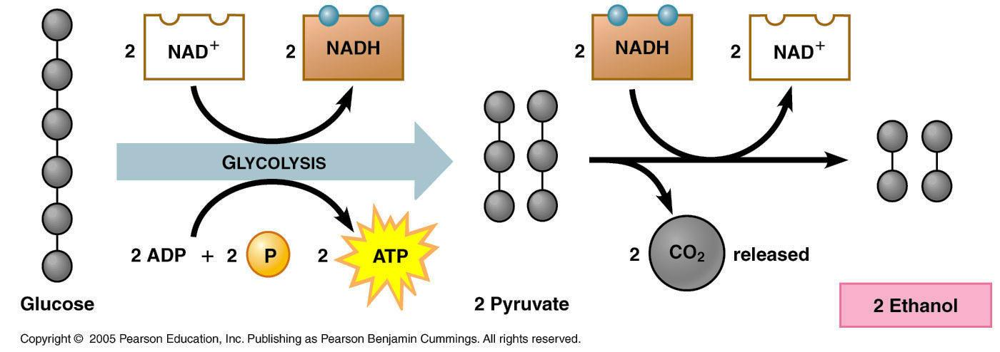 2 NAD+ 2 NADH 2 NADH 2 NAD+
GLYCOLYSIS
2 ADP + 2 P 2 ATP 2 CO₂ released
Glucose 2 Pyruvate 2 Ethanol
Copyright © 2005 Pearson Education, Inc. Publishing as Pearson Benjamin Cummings. All rights reserved.